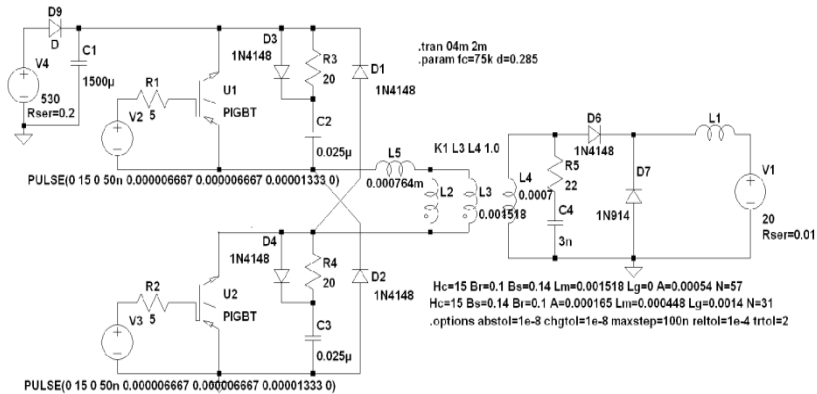 D9
D
C1
1500µ
V4
530
Rser=0.2
R1
5
V2
U1
PIGBT
D3
1N4148
R3
20
C2
0.025µ
D1
1N4148
PULSE(0 15 0 50n 0.000006667 0.000006667 0.00001333 0)
.tran 04m 2m
.param fc=75k d=0.285
L5
0.000764m
K1 L3 L4 1.0
L2
L3
0.001518
L4
0.0007
R5
22
C4
3n
D6
1N4148
D7
1N914
L1
V1
20
Rser=0.01
R2
5
V3
U2
PIGBT
D4
1N4148
R4
20
C3
0.025µ
D2
1N4148
PULSE(0 15 0 50n 0.000006667 0.000006667 0.00001333 0)
Hc=15 Br=0.1 Bs=0.14 Lm=0.001518 Lg=0 A=0.00054 N=57
Hc=15 Bs=0.14 Br=0.1 A=0.000165 Lm=0.000448 Lg=0.0014 N=31
.options abstol=1e-8 chgtol=1e-8 maxstep=100n reltol=1e-4 trtol=2